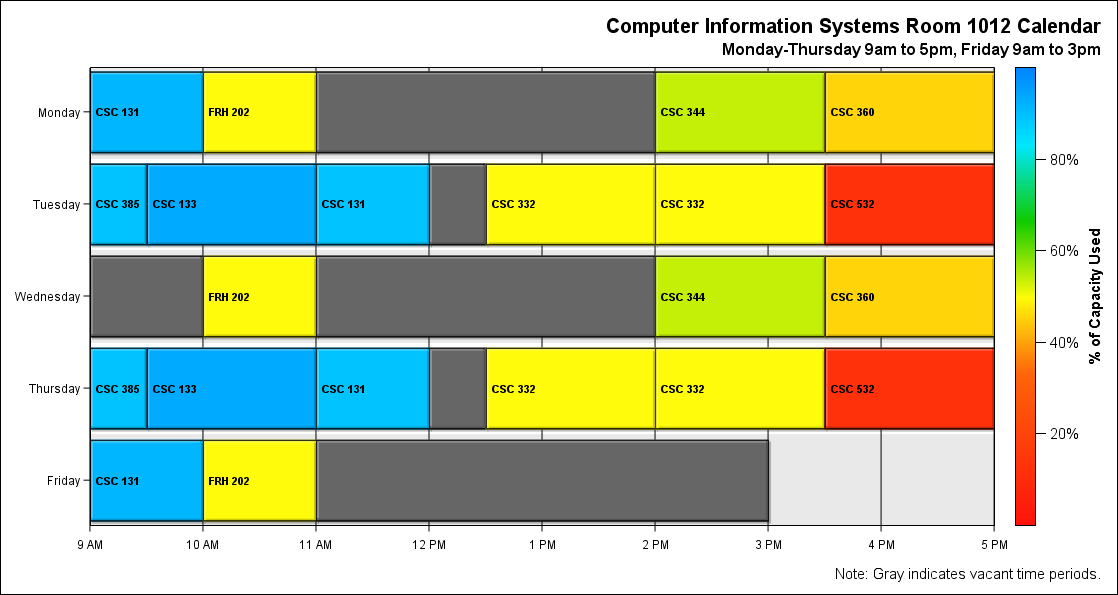 Computer Information Systems Room 1012 Calendar
Monday-Thursday 9am to 5pm, Friday 9am to 3pm
Monday
CSC 131
FRH 202
CSC 344
CSC 360
Tuesday
CSC 385
CSC 133
CSC 131
CSC 332
CSC 332
CSC 532
Wednesday
FRH 202
CSC 344
CSC 360
Thursday
CSC 385
CSC 133
CSC 131
CSC 332
CSC 332
CSC 532
Friday
CSC 131
FRH 202
9 AM
10 AM
11 AM
12 PM
1 PM
2 PM
3 PM
4 PM
5 PM
80%
60%
40%
20%
% of Capacity Used
Note: Gray indicates vacant time periods.